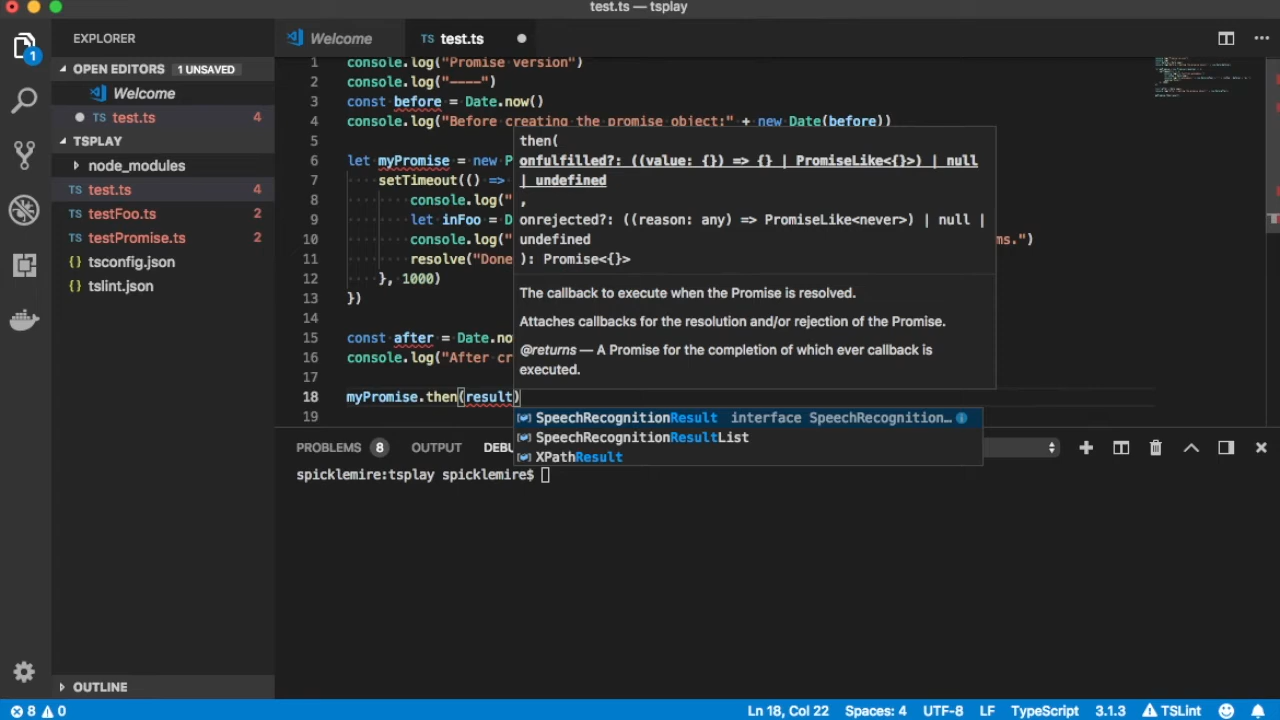 test.ts — tsplay
EXPLORER
OPEN EDITORS 1 UNSAVED
Welcome
TS test.ts 4
TSPLAY
node_modules
TS test.ts 4
TS testFoo.ts 2
TS testPromise.ts 2
{} tsconfig.json
{} tslint.json
OUTLINE
1
Welcome TS test.ts
1 console.log("Promise version")
2 console.log("----")
3 const before = Date.now()
4 console.log("Before creating the promise object:" + new Date(before))
5
6 let myPromise = new P
7 setTimeout(() =>
8 console.log("
9 let inFoo = D
10 console.log(" ms.")
11 resolve("Done
12 }, 1000)
13 })
14
15 const after = Date.no
16 console.log("After cr
17
18 myPromise.then(result)
19
then(
onfulfilled?: ((value: {}) => {} | PromiseLike<{}>) | null
| undefined
,
onrejected?: ((reason: any) => PromiseLike<never>) | null |
undefined
): Promise<{}>
The callback to execute when the Promise is resolved.
Attaches callbacks for the resolution and/or rejection of the Promise.
@returns — A Promise for the completion of which ever callback is
executed.
SpeechRecognitionResult interface SpeechRecognition…
SpeechRecognitionResultList
XPathResult
PROBLEMS 8 OUTPUT DEBU
spicklemire:tsplay spicklemire$
8 0 Ln 18, Col 22 Spaces: 4 UTF-8 LF TypeScript 3.1.3 TSLint